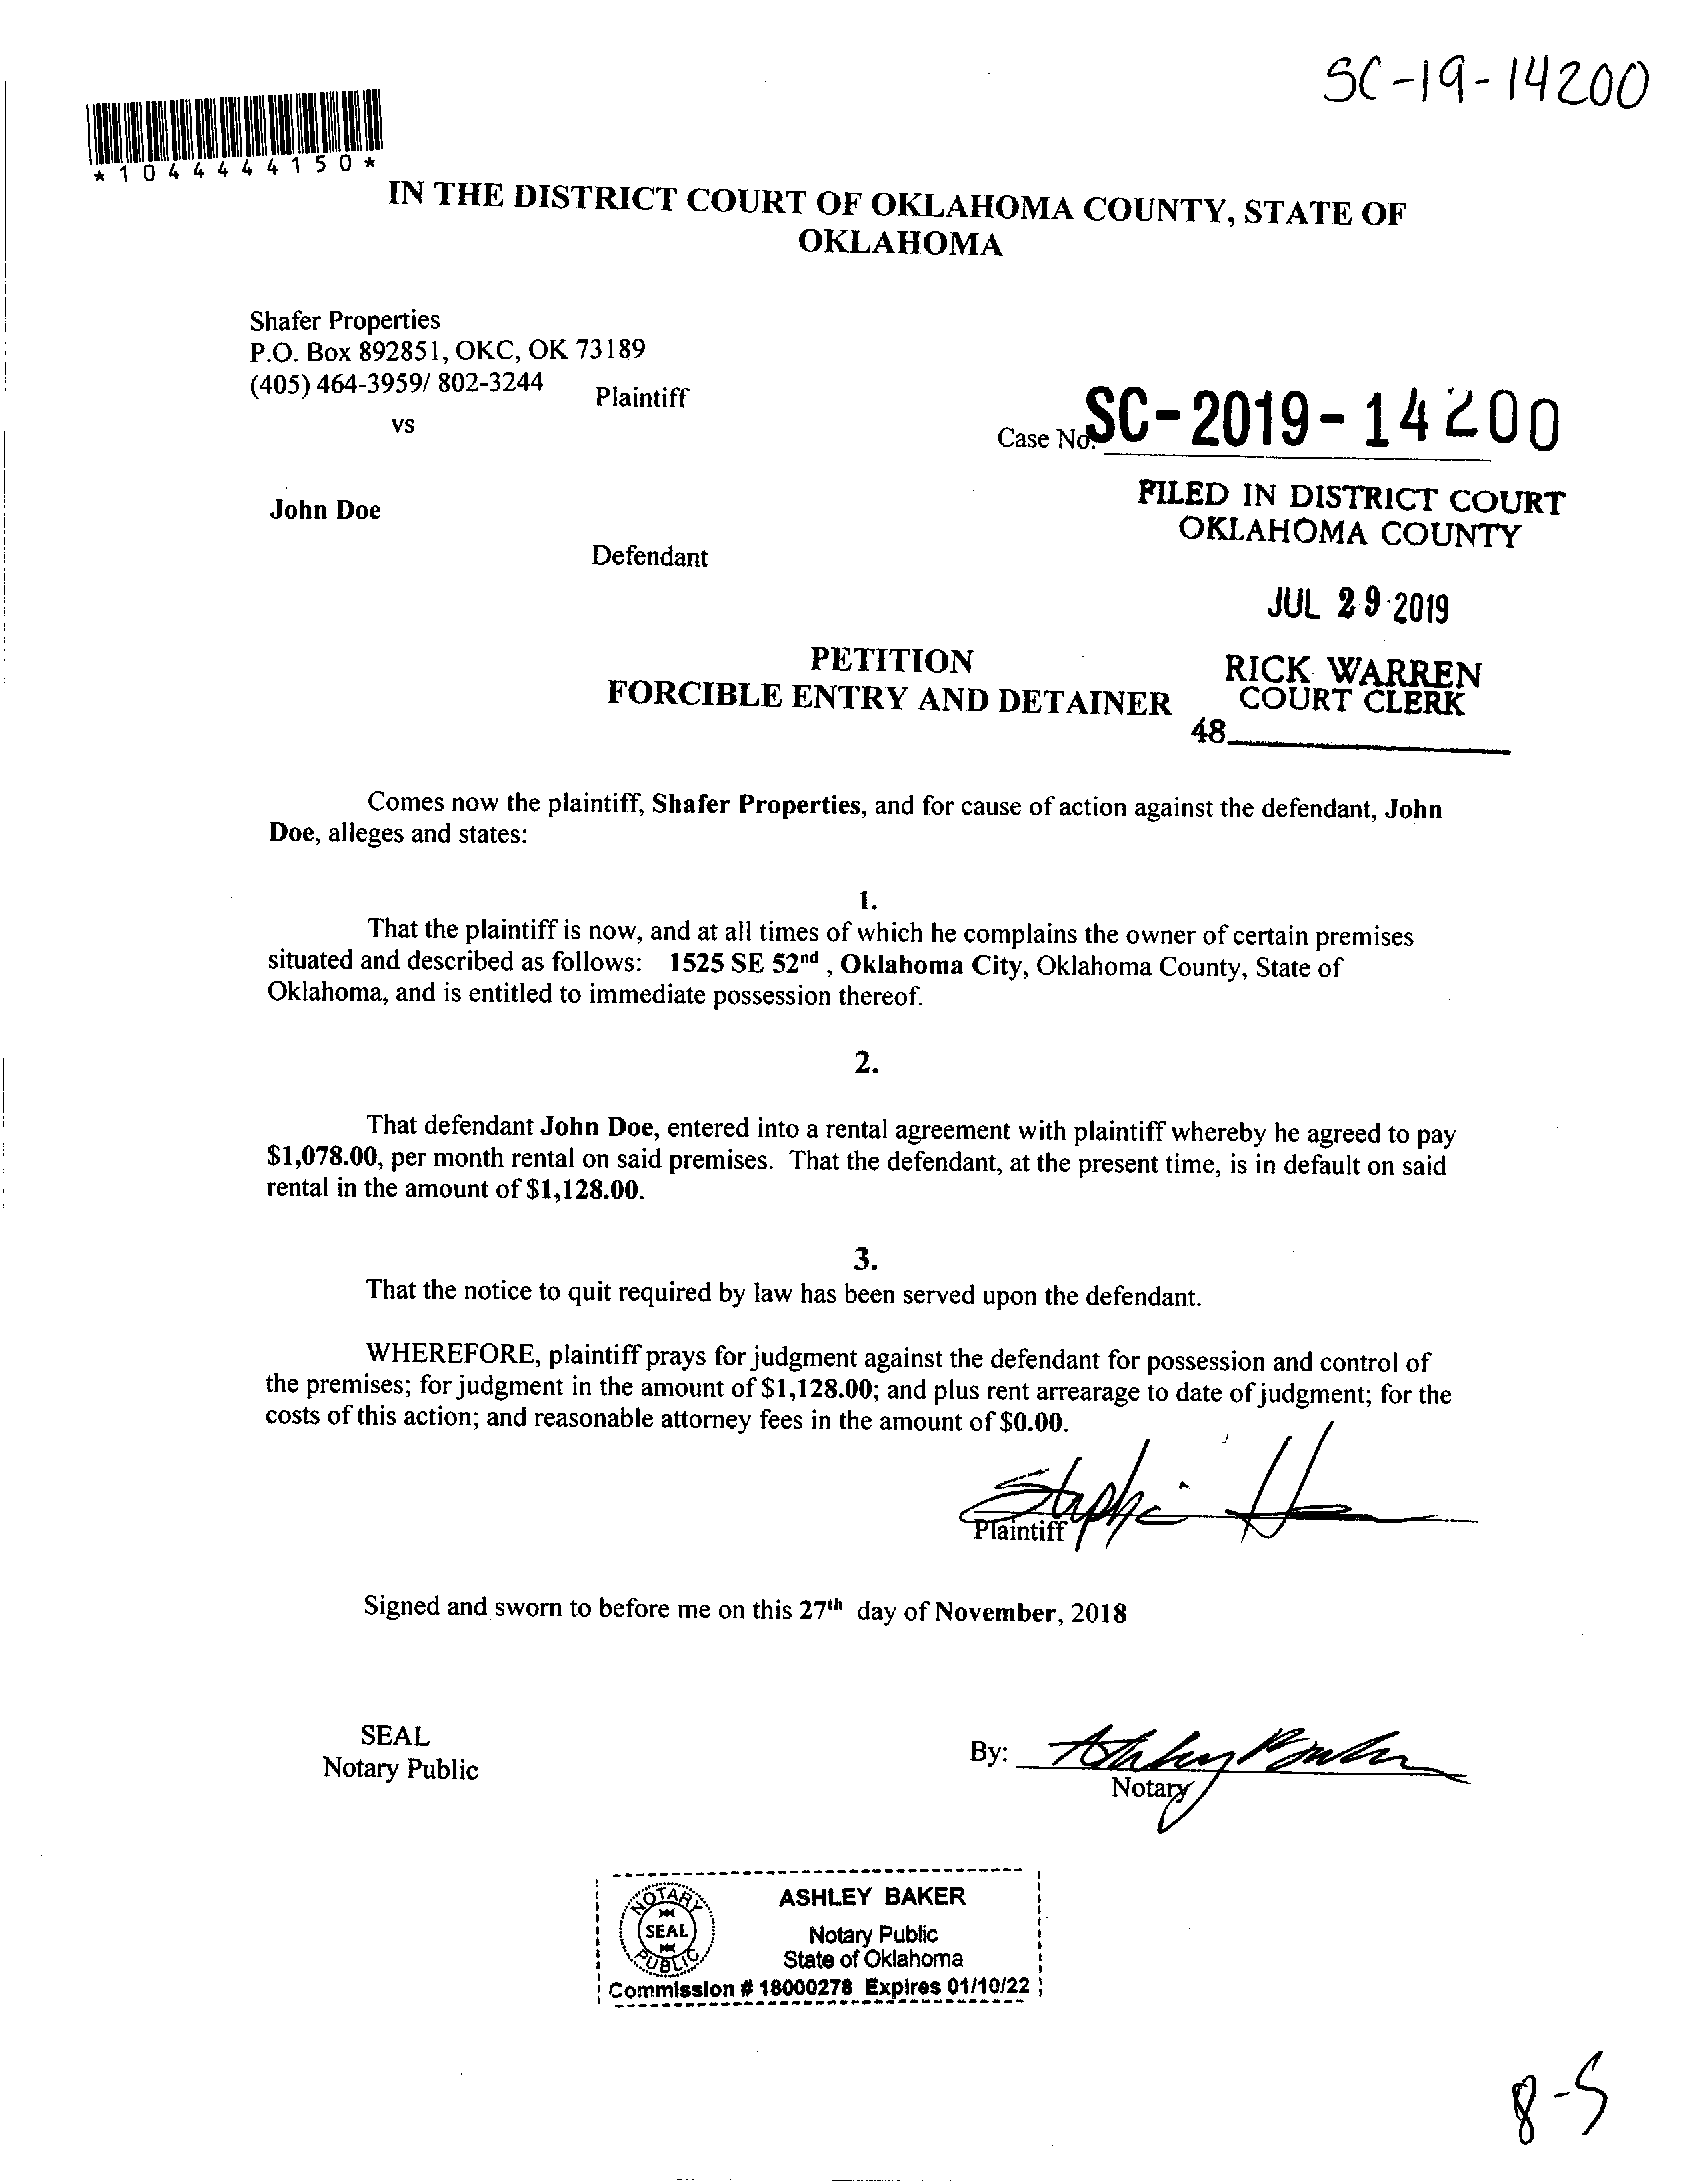 SC-19-14200
*1044444150*
IN THE DISTRICT COURT OF OKLAHOMA COUNTY, STATE OF
OKLAHOMA
Shafer Properties
P.O. Box 892851, OKC, OK 73189
(405) 464-3959/ 802-3244
Plaintiff
vs
Case No. SC-2019-14200
John Doe
FILED IN DISTRICT COURT
OKLAHOMA COUNTY
Defendant
JUL 29 2019
PETITION
FORCIBLE ENTRY AND DETAINER
RICK WARREN
COURT CLERK
48
Comes now the plaintiff, Shafer Properties, and for cause of action against the defendant, John
Doe, alleges and states:
1.
That the plaintiff is now, and at all times of which he complains the owner of certain premises
situated and described as follows: 1525 SE 52nd , Oklahoma City, Oklahoma County, State of
Oklahoma, and is entitled to immediate possession thereof.
2.
That defendant John Doe, entered into a rental agreement with plaintiff whereby he agreed to pay
$1,078.00, per month rental on said premises. That the defendant, at the present time, is in default on said
rental in the amount of $1,128.00.
3.
That the notice to quit required by law has been served upon the defendant.
WHEREFORE, plaintiff prays for judgment against the defendant for possession and control of
the premises; for judgment in the amount of $1,128.00; and plus rent arrearage to date of judgment; for the
costs of this action; and reasonable attorney fees in the amount of $0.00.
Plaintiff
Signed and sworn to before me on this 27th day of November, 2018
SEAL
Notary Public
By: Ashley Baker
Notary
NOTARY
SEAL
PUBLIC
ASHLEY BAKER
Notary Public
State of Oklahoma
Commission # 18000278 Expires 01/10/22
8-5